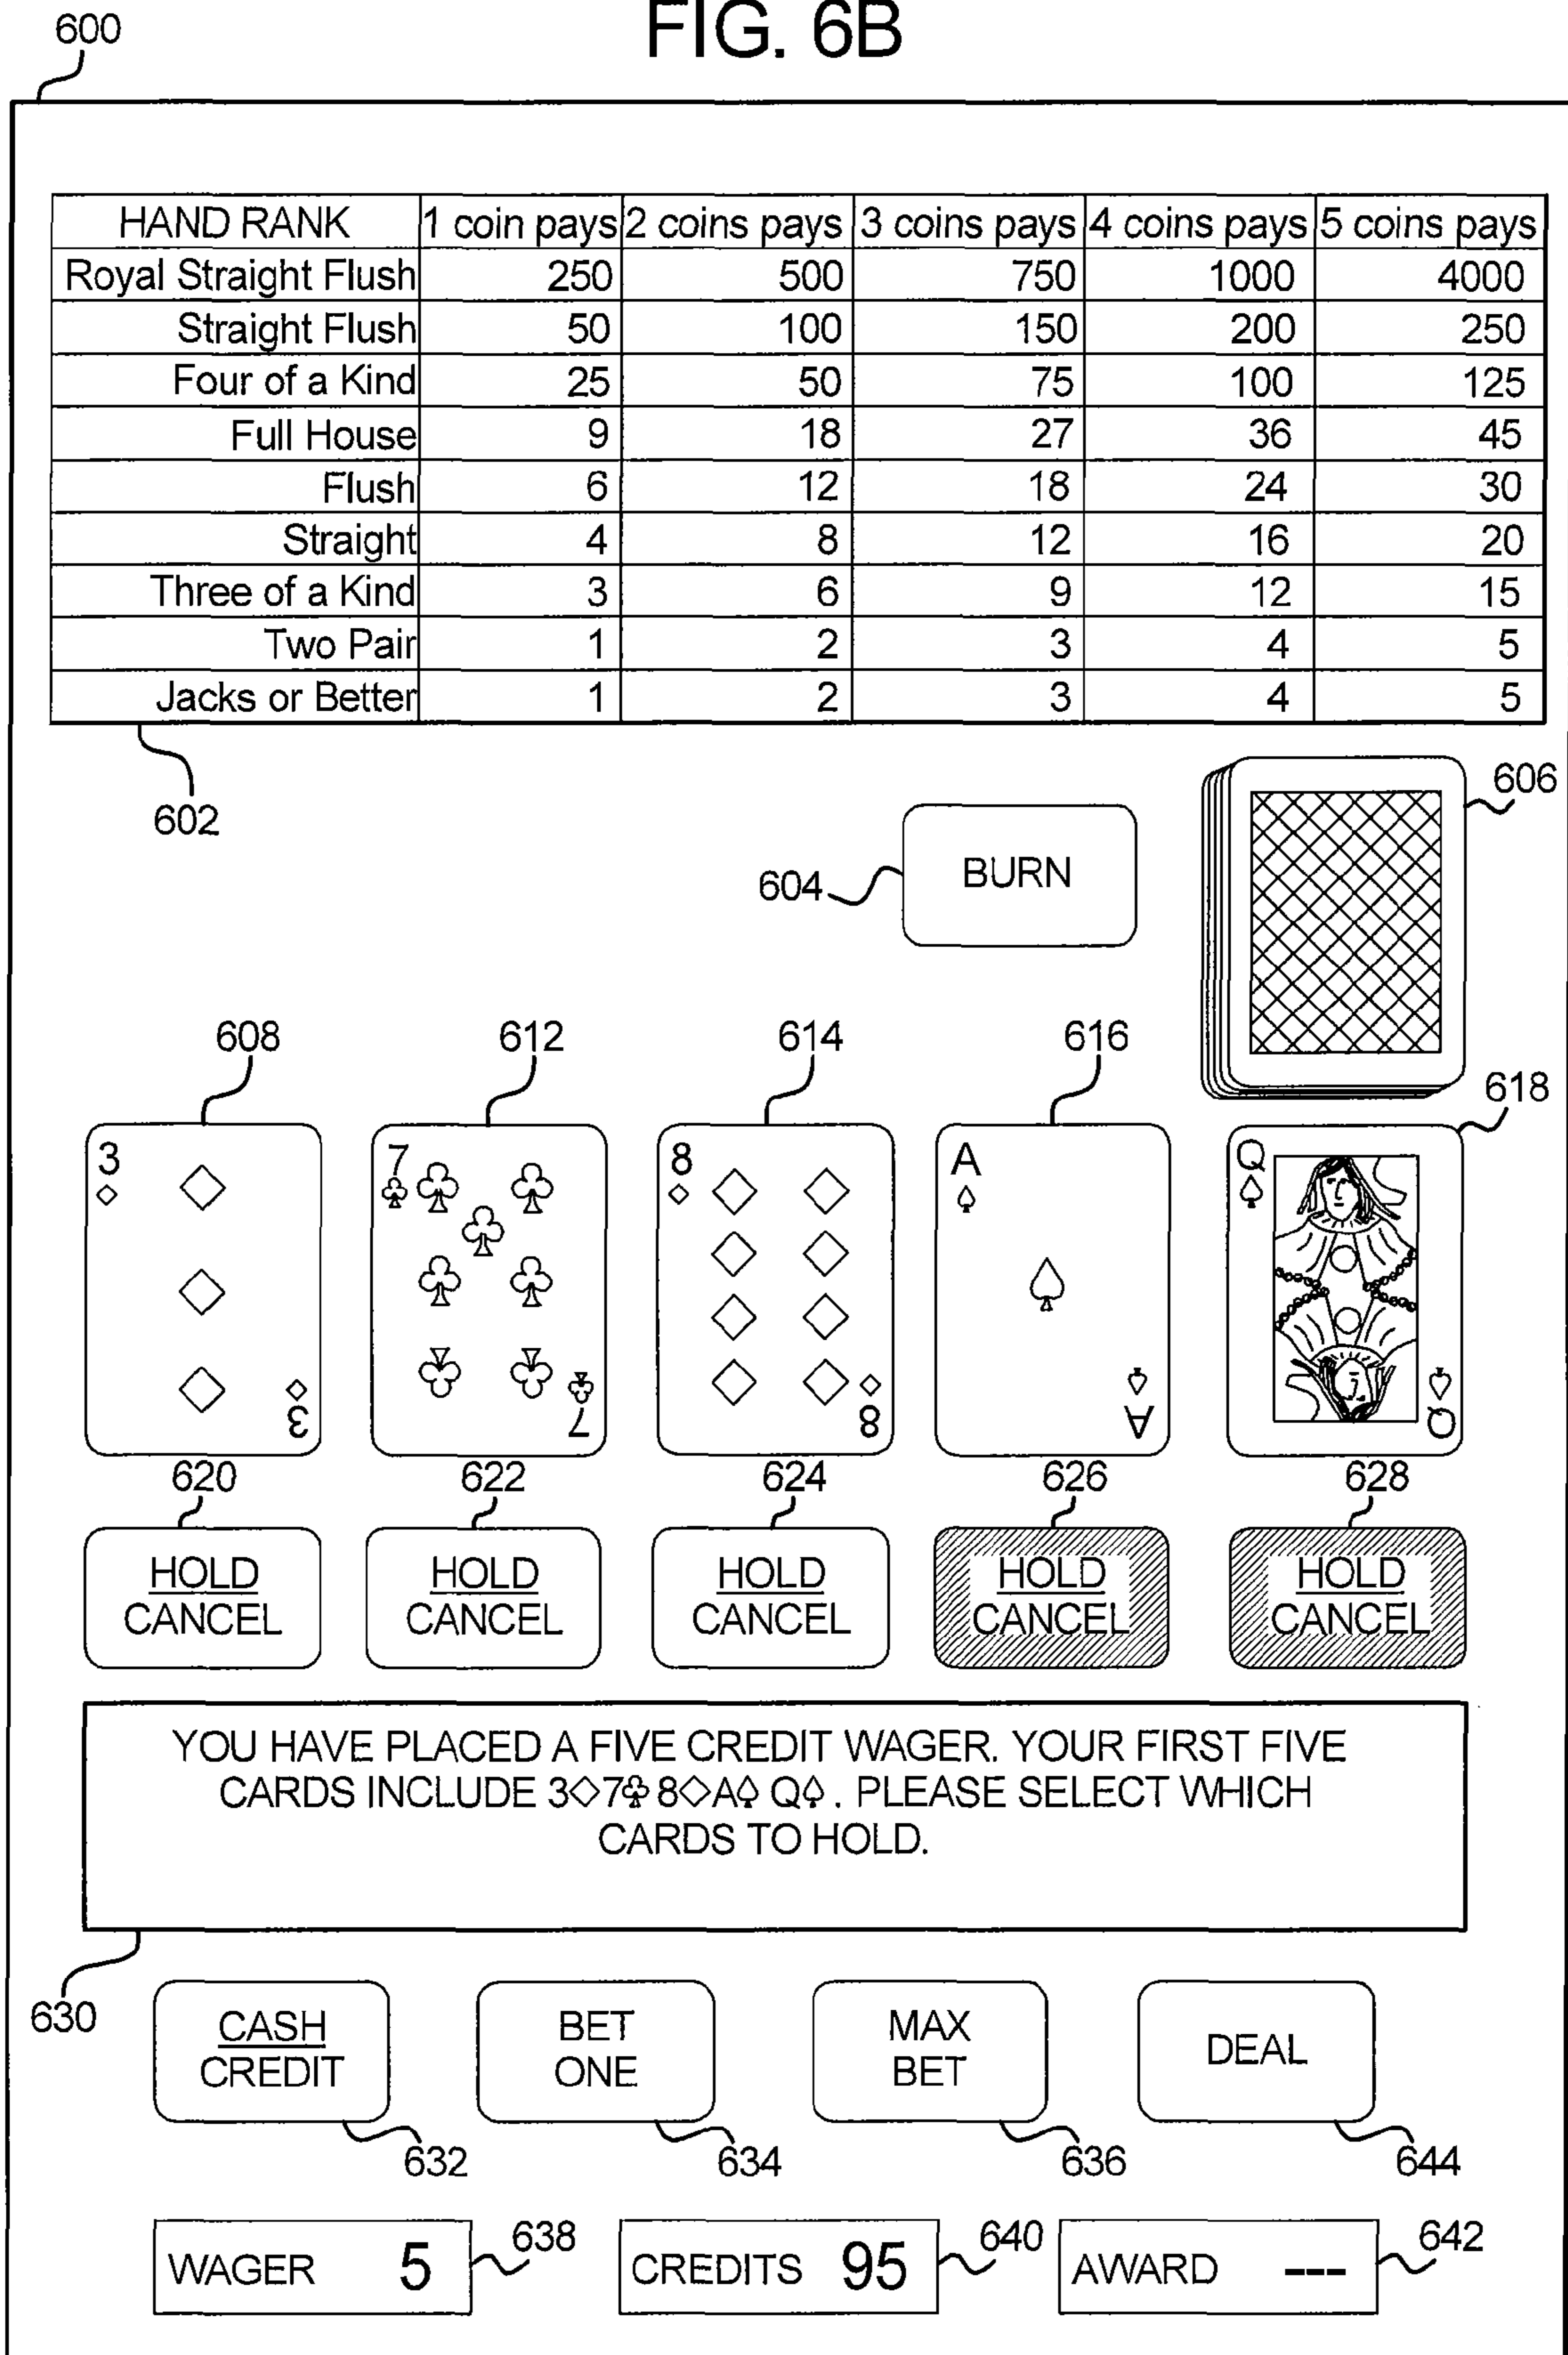 FIG. 6B
600
HAND RANK 1 coin pays 2 coins pays 3 coins pays 4 coins pays 5 coins pays
Royal Straight Flush 250 500 750 1000 4000
Straight Flush 50 100 150 200 250
Four of a Kind 25 50 75 100 125
Full House 9 18 27 36 45
Flush 6 12 18 24 30
Straight 4 8 12 16 20
Three of a Kind 3 6 9 12 15
Two Pair 1 2 3 4 5
Jacks or Better 1 2 3 4 5
602
604
BURN
606
608 612 614 616 618
3♢ 7♧ 8♢ A♤ Q♤
3♢ 7♧ 8♢ A♤ Q♤
620 622 624 626 628
HOLD HOLD HOLD HOLD HOLD
CANCEL CANCEL CANCEL CANCEL CANCEL
YOU HAVE PLACED A FIVE CREDIT WAGER. YOUR FIRST FIVE
CARDS INCLUDE 3♢7♧8♢A♤ Q♤. PLEASE SELECT WHICH
CARDS TO HOLD.
630
CASH BET MAX DEAL
CREDIT ONE BET
632 634 636 644
WAGER 5 638 CREDITS 95 640 AWARD --- 642